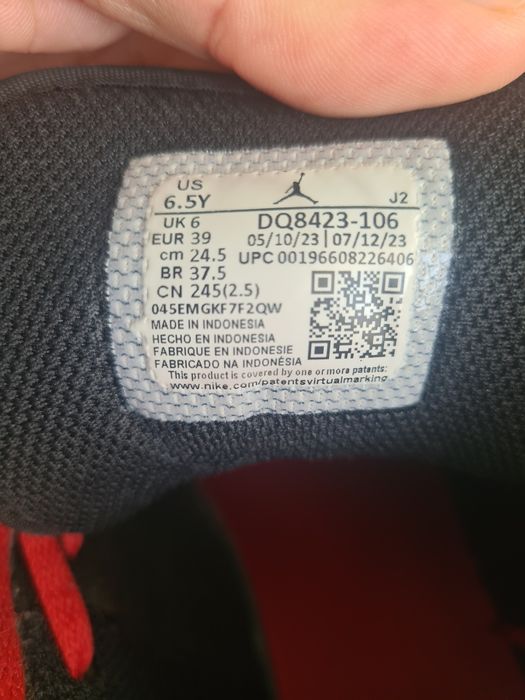 US
6.5Y
J2
UK 6
DQ8423-106
EUR 39
05/10/23 | 07/12/23
cm 24.5
UPC 00196608226406
BR 37.5
CN 245(2.5)
045EMGKF7F2QW
MADE IN INDONESIA
HECHO EN INDONESIA
FABRIQUE EN INDONESIE
FABRICADO NA INDONÉSIA
This product is covered by one or more patents:
www.nike.com/patentsvirtualmarking